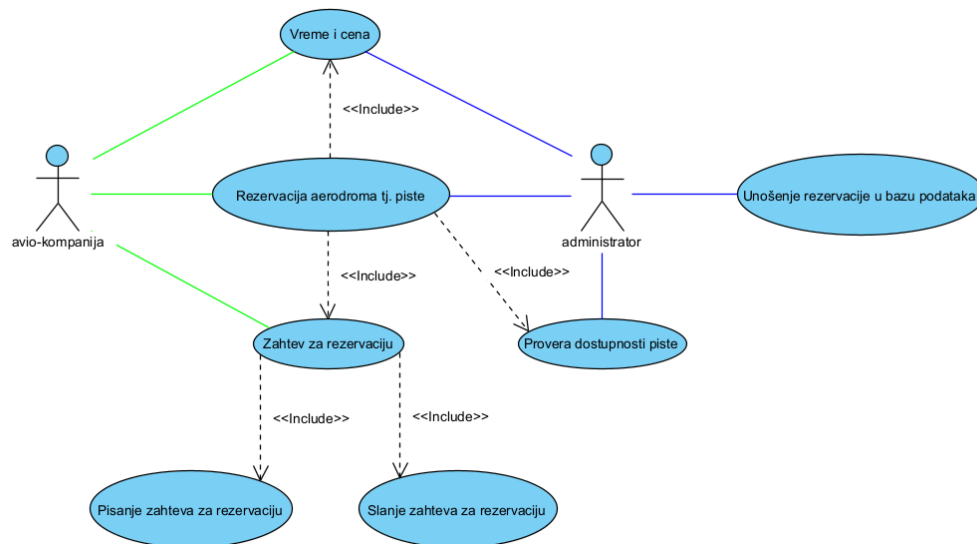 Vreme i cena
<<Include>>
Rezervacija aerodroma tj. piste
Unošenje rezervacije u bazu podataka
avio-kompanija
administrator
<<Include>>
<<Include>>
Zahtev za rezervaciju
Provera dostupnosti piste
<<Include>>
<<Include>>
Pisanje zahteva za rezervaciju
Slanje zahteva za rezervaciju